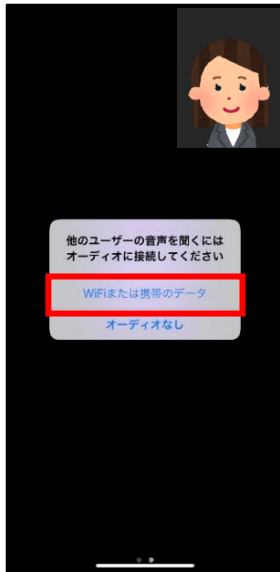 他のユーザーの音声を聞くには
オーディオに接続してください
WiFiまたは携帯のデータ
オーディオなし